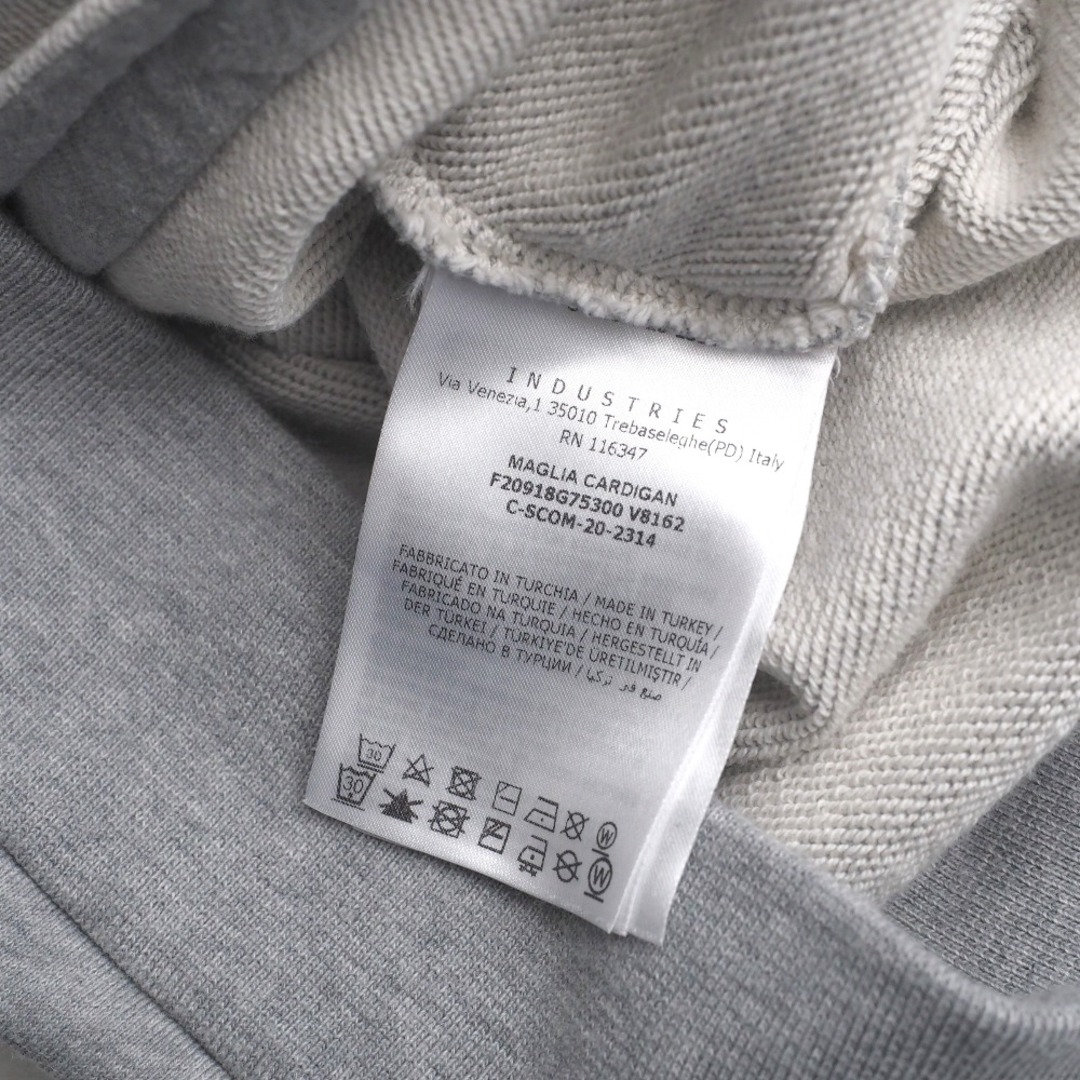 INDUSTRIES
Via Venezia,1 35010 Trebaseleghe(PD) Italy
RN 116347
MAGLIA CARDIGAN
F20918G75300 V8162
C-SCOM-20-2314
FABBRICATO IN TURCHIA / MADE IN TURKEY /
FABRIQUÉ EN TURQUIE / HECHO EN TURQUÍA /
FABRICADO NA TURQUIA / HERGESTELLT IN
DER TÜRKEI / TÜRKIYE'DE ÜRETILMIŞTIR /
СДЕЛАНО В ТУРЦИИ / صنع في تركيا
30
W
30
W